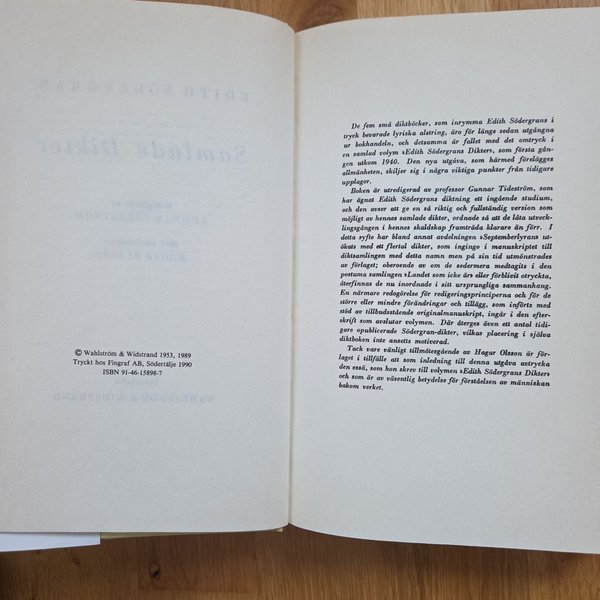 EDITH SÖDERGRAN
Samlade Dikter
© Wahlström & Widstrand 1953, 1989
Tryckt hos Fingraf AB, Södertälje 1990
ISBN 91-46-15898-7
WAHLSTRÖM & WIDSTRAND
De fem små diktböcker, som inrymma Edith Södergrans i
tryck bevarade lyriska alstring, äro för länge sedan utgångna
ur bokhandeln, och detsamma är fallet med det omtryck i
en samlad volym »Edith Södergrans Dikter», som första gån-
gen utkom 1940. Den nya utgåva, som härmed förelägges
allmänheten, skiljer sig i några viktiga punkter från tidigare
upplagor.
Boken är utredigerad av professor Gunnar Tideström, som
har ägnat Edith Södergrans diktning ett ingående studium,
och den avser att ge en så riktig och fullständig version som
möjligt av hennes samlade dikter, ordnade så att de låta utveck-
lingsgången i hennes skaldskap framträda klarare än förr. I
detta syfte har bland annat avdelningen »Septemberlyran» ut-
ökats med ett flertal dikter, som ingingo i manuskriptet till
diktsamlingen med detta namn men på sin tid utmönstrades
av förlaget; oberoende av om de sedermera medtagits i den
postuma samlingen »Landet som icke är» eller förblivit otryckta,
återfinnas de nu inordnade i sitt ursprungliga sammanhang.
En närmare redogörelse för redigeringsprinciperna och för de
större eller mindre förändringar och tillägg, som införts med
stöd av tillbudsstående originalmanuskript, ingår i den efter-
skrift som avslutar volymen. Där återges även ett antal tidi-
gare opublicerade Södergran-dikter, vilkas placering i själva
diktboken inte ansetts motiverad.
Tack vare vänligt tillmötesgående av Hagar Olsson är för-
laget i tillfälle att som inledning till denna utgåva avtrycka
den essä, som hon skrev till volymen »Edith Södergrans Dikter»
och som är av väsentlig betydelse för förståelsen av människan
bakom verket.